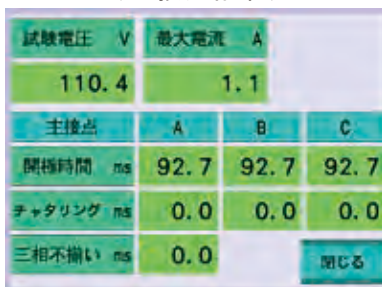 試験電圧 V 最大電流 A
110.4 1.1
主接点 A B C
開極時間 ms 92.7 92.7 92.7
チャタリング ms 0.0 0.0 0.0
三相不揃い ms 0.0 閉じる